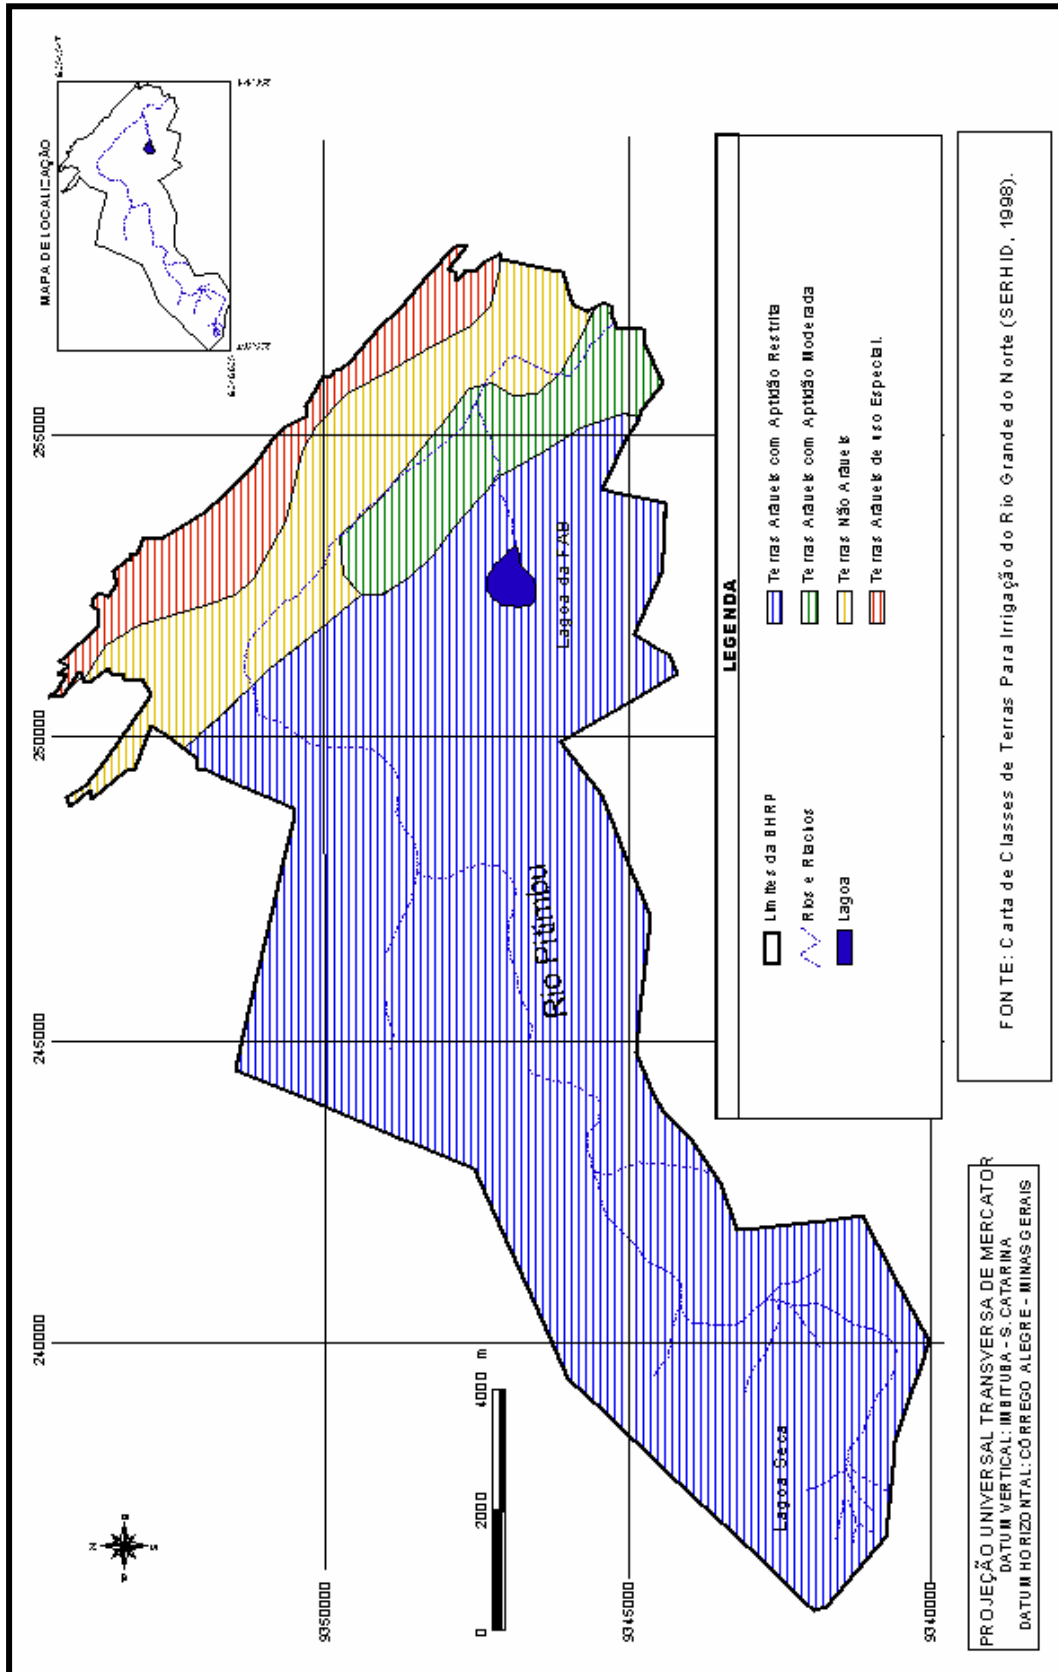 MAPA DE LOCALIZAÇÃO
240000
245000
250000
255000
9350000
9345000
9340000
Rio Pitimbu
Lagoa da FAB
Lagoa Seca
0
2000
4000
m
LEGENDA
Limites da BHRP
Rios e Riachos
Lagoa
Terras Aráveis com Aptidão Restrita
Terras Aráveis com Aptidão Moderada
Terras Não Aráveis
Terras Aráveis de uso Especial.
PROJEÇÃO UNIVERSAL TRANSVERSA DE MERCATOR
DATUM VERTICAL: IMBITUBA - S. CATARINA
DATUM HORIZONTAL: CÓRREGO ALEGRE - MINAS GERAIS
FONTE: Carta de Classes de Terras Para Irrigação do Rio Grande do Norte (SERHID, 1998).